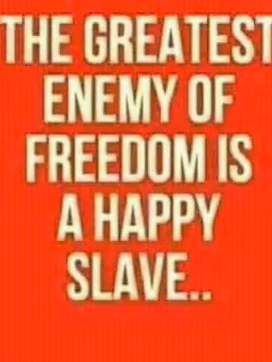 THE GREATEST
ENEMY OF
FREEDOM IS
A HAPPY
SLAVE..